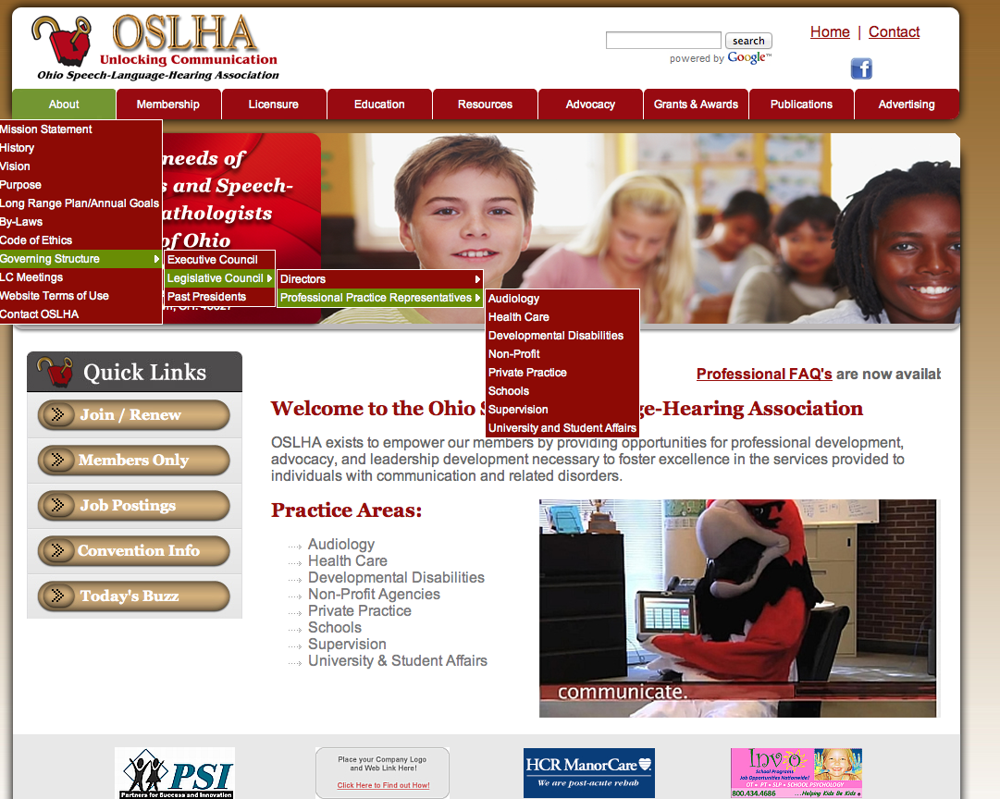 OSLHA
Unlocking Communication
Ohio Speech-Language-Hearing Association
search
powered by Google™
Home | Contact
f
About Membership Licensure Education Resources Advocacy Grants & Awards Publications Advertising
Mission Statement
History
Vision
Purpose
Long Range Plan/Annual Goals
By-Laws
Code of Ethics
Governing Structure
LC Meetings
Website Terms of Use
Contact OSLHA
Executive Council
Legislative Council
Past Presidents
Directors
Professional Practice Representatives
Audiology
Health Care
Developmental Disabilities
Non-Profit
Private Practice
Schools
Supervision
University and Student Affairs
needs of
s and Speech-
athologists
of Ohio
Quick Links
Join / Renew
Members Only
Job Postings
Convention Info
Today's Buzz
Professional FAQ's are now availab
Welcome to the Ohio S ge-Hearing Association
OSLHA exists to empower our members by providing opportunities for professional development,
advocacy, and leadership development necessary to foster excellence in the services provided to
individuals with communication and related disorders.
Practice Areas:
Audiology
Health Care
Developmental Disabilities
Non-Profit Agencies
Private Practice
Schools
Supervision
University & Student Affairs
communicate.
PSI
Partners for Success and Innovation
Place your Company Logo
and Web Link Here!
Click Here to Find out How!
HCR ManorCare
We are post-acute rehab
Invo
School Programs
Job Opportunities Nationwide!
OT • PT • SLP • SCHOOL PSYCHOLOGY
800.434.4686 ...Helping Kids Be Kids